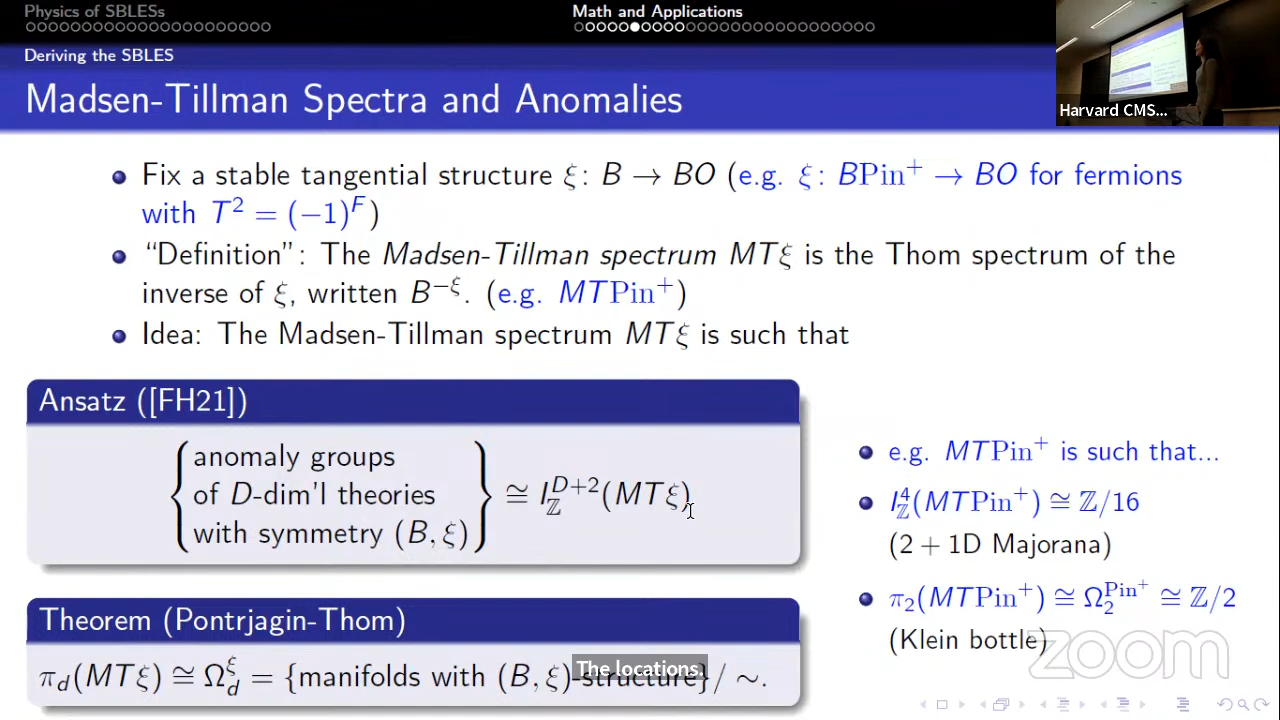 Physics of SBLESs
Math and Applications
Deriving the SBLES
Madsen-Tillman Spectra and Anomalies
Harvard CMS...
Fix a stable tangential structure ξ: B → BO (e.g. ξ: BPin⁺ → BO for fermions
with T² = (−1)^F)
“Definition”: The Madsen-Tillman spectrum MTξ is the Thom spectrum of the
inverse of ξ, written B^{−ξ}. (e.g. MTPin⁺)
Idea: The Madsen-Tillman spectrum MTξ is such that
Ansatz ([FH21])
{anomaly groups
of D-dim'l theories
with symmetry (B, ξ)} ≅ I_ℤ^{D+2}(MTξ)
e.g. MTPin⁺ is such that...
I_ℤ^4(MTPin⁺) ≅ ℤ/16
(2 + 1D Majorana)
π₂(MTPin⁺) ≅ Ω₂^{Pin⁺} ≅ ℤ/2
(Klein bottle)
Theorem (Pontrjagin-Thom)
π_d(MTξ) ≅ Ω_d^ξ = {manifolds with (B, ξ)-structure}/ ∼.
The locations.
zoom